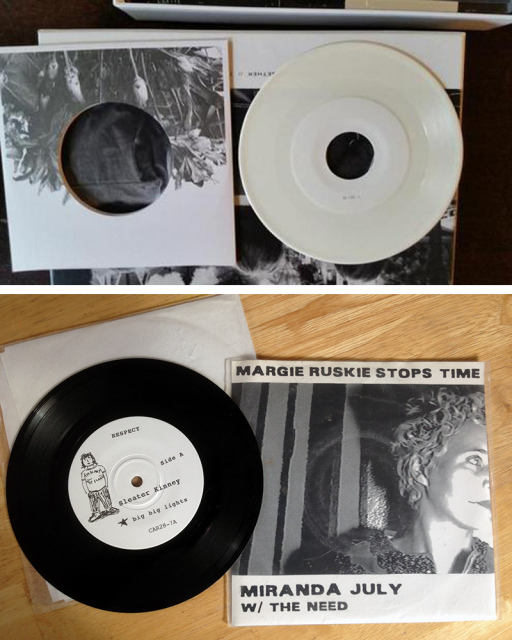 RESPECT
Side A
Sleater Kinney
★ big big lights
CAR28-7A
MARGIE RUSKIE STOPS TIME
MIRANDA JULY
W/ THE NEED